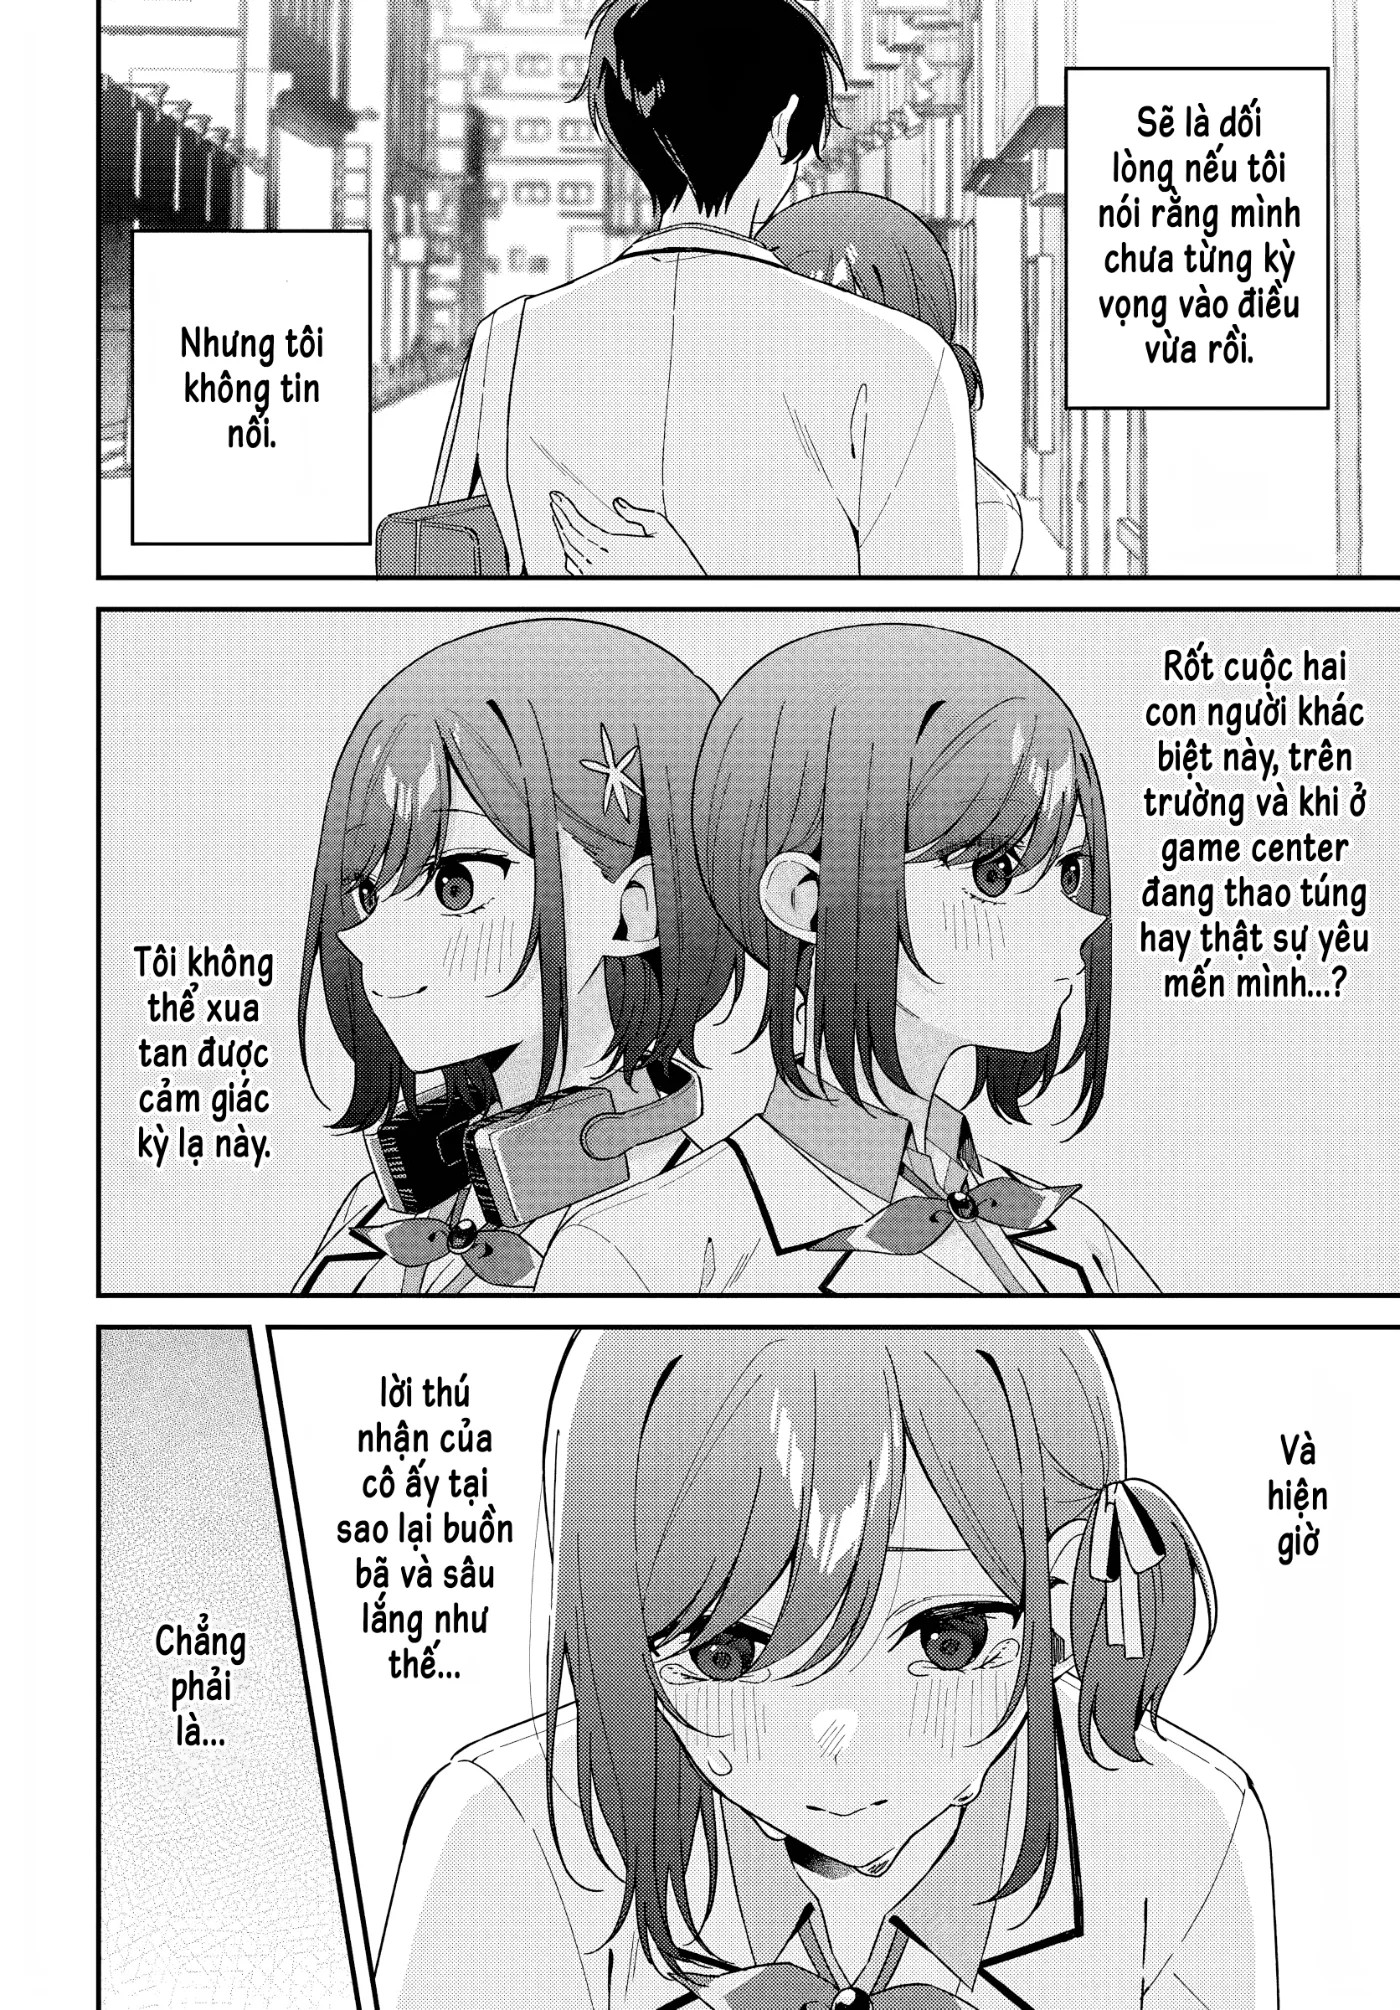 Sẽ là dối
lòng nếu tôi
nói rằng mình
chưa từng kỳ
vọng vào điều
vừa rồi.
Nhưng tôi
không tin
nổi.
Rốt cuộc hai
con người khác
biệt này, trên
trường và khi ở
game center
đang thao túng
hay thật sự yêu
mến mình...?
Tôi không
thể xua
tan được
cảm giác
kỳ lạ này.
Và
hiện
giờ
lời thú
nhận của
cô ấy tại
sao lại buồn
bã và sâu
lắng như
thế...
Chẳng
phải
là...